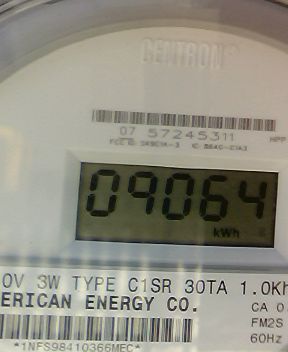 CENTRON
07 57245311
09064
kWh
0V 3W TYPE C1SR 30TA 1.0Kh
ERICAN ENERGY CO.
CA 0.
FM2S
60Hz
*1NFS98410366MEC*